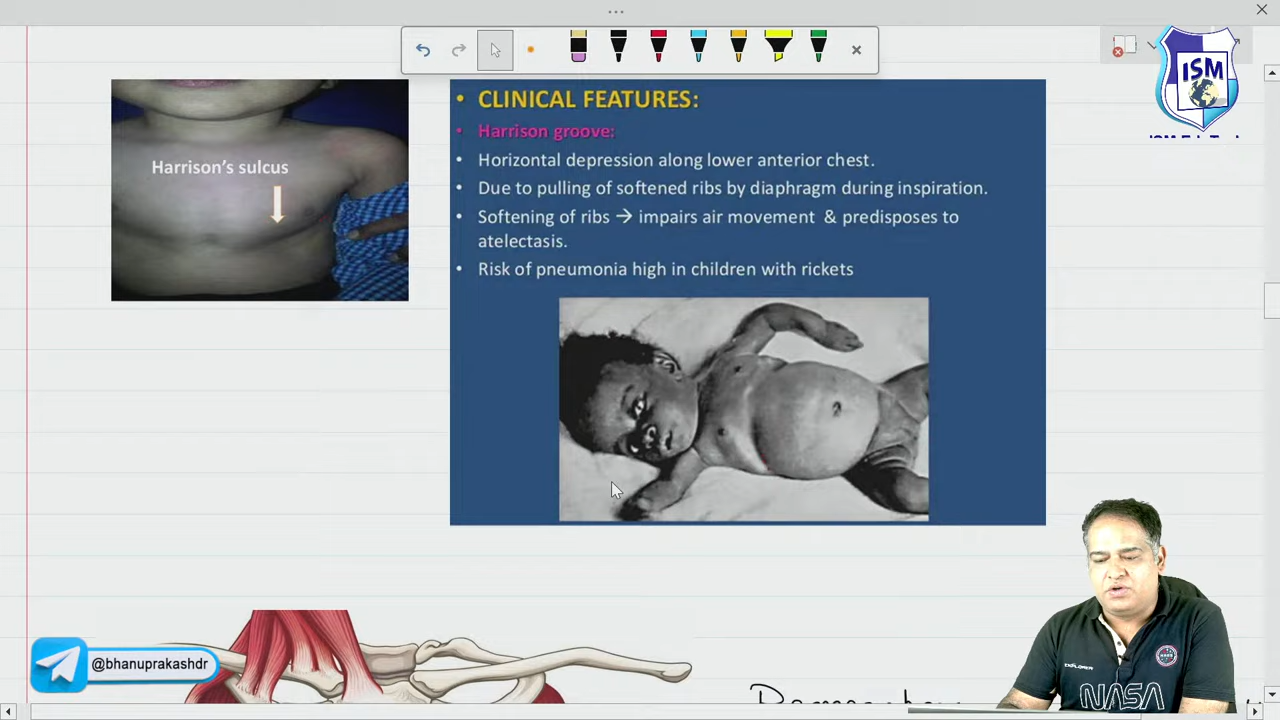 ISM
Harrison's sulcus
• CLINICAL FEATURES:
• Harrison groove:
• Horizontal depression along lower anterior chest.
• Due to pulling of softened ribs by diaphragm during inspiration.
• Softening of ribs → impairs air movement & predisposes to
atelectasis.
• Risk of pneumonia high in children with rickets
@bhanuprakashdr
EXPLORER
NASA